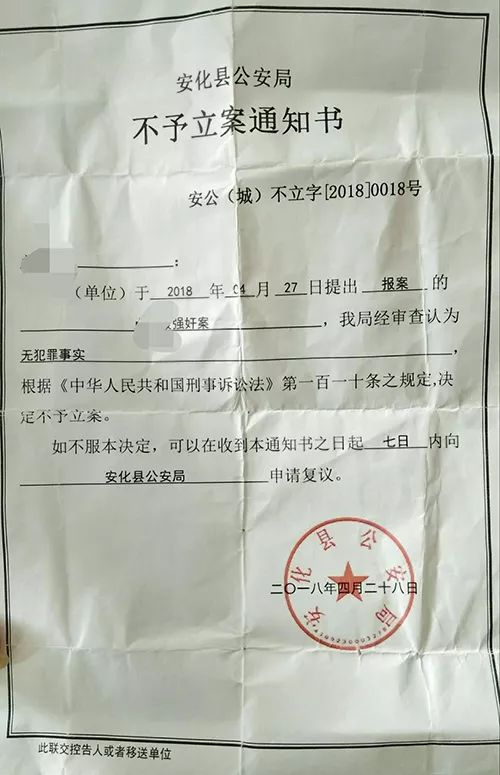 安化县公安局
不予立案通知书
安公（城）不立字[2018]0018号
：
（单位）于 2018 年 04 月 27 日提出 报案 的
强奸案 ，我局经审查认为
无犯罪事实 ，
根据《中华人民共和国刑事诉讼法》第一百一十条之规定,决
定不予立案。
如不服本决定，可以在收到本通知书之日起 七日 内向
安化县公安局 申请复议。
安化县公安局
二〇一八年四月二十八日
此联交控告人或者移送单位